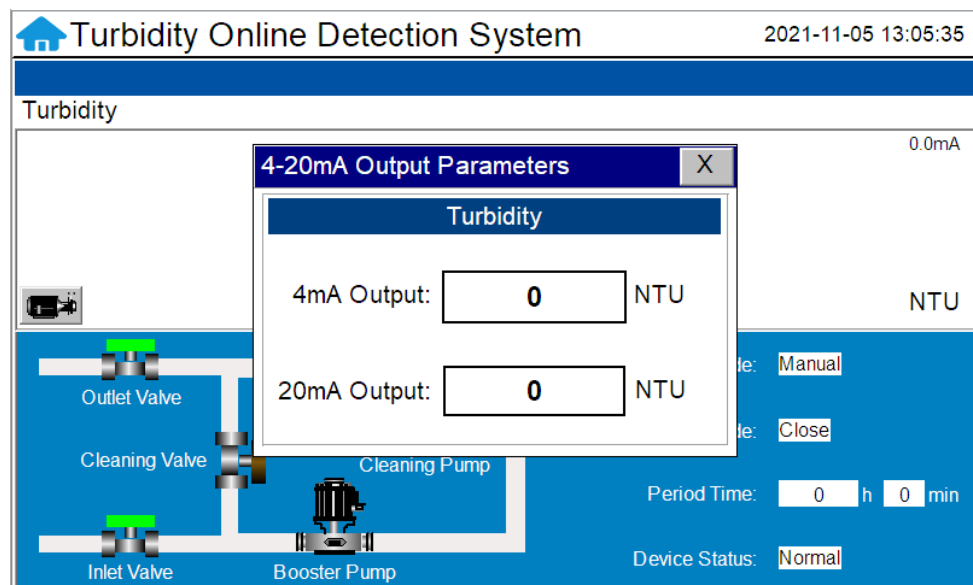 Turbidity Online Detection System 2021-11-05 13:05:35
Turbidity
0.0mA
4-20mA Output Parameters X
Turbidity
4mA Output: 0 NTU
NTU
20mA Output: 0 NTU
Manual
Outlet Valve
Close
Cleaning Valve
Cleaning Pump
Period Time: 0 h 0 min
Device Status: Normal
Inlet Valve
Booster Pump